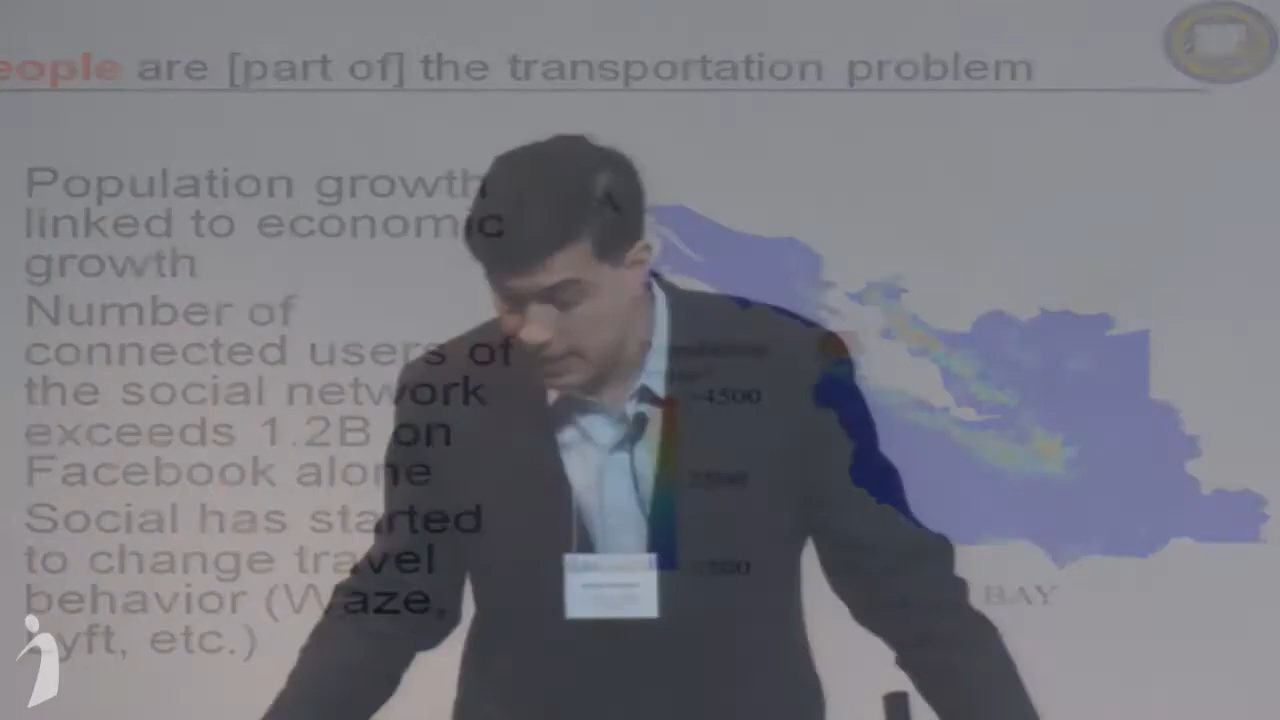 eople are [part of] the transportation problem
Population growth
linked to economic
growth
Number of
connected users of
the social network
exceeds 1.2B on
Facebook alone
Social has started
to change travel
behavior (Waze,
Lyft, etc.)
4500
BAY